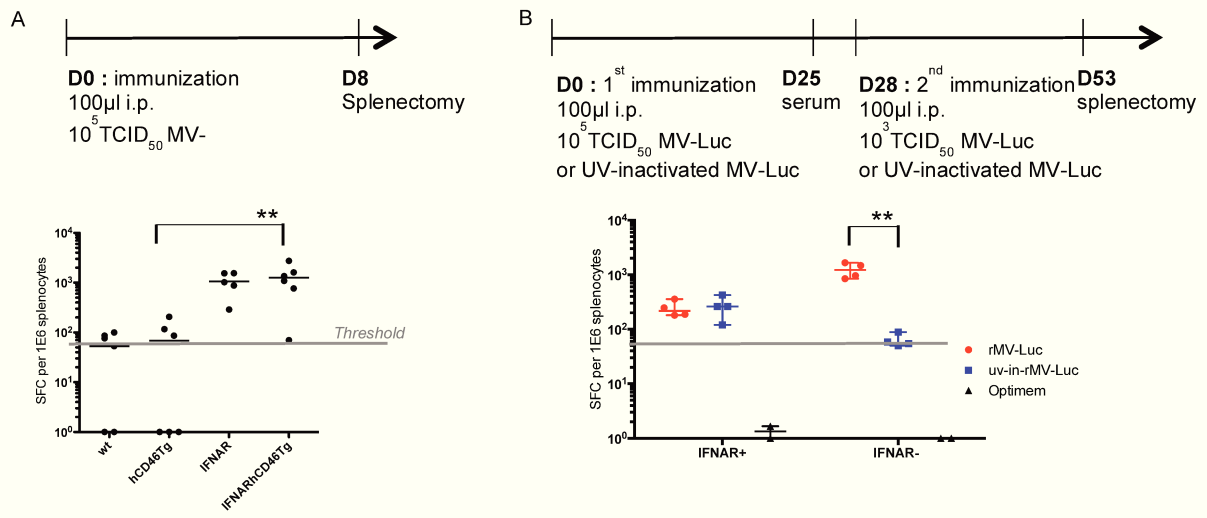 A
D0 : immunization
100µl i.p.
10^5 TCID50 MV-
D8
Splenectomy
B
D0 : 1st immunization
100µl i.p.
10^5 TCID50 MV-Luc
or UV-inactivated MV-Luc
D25
serum
D28 : 2nd immunization
100µl i.p.
10^3 TCID50 MV-Luc
or UV-inactivated MV-Luc
D53
splenectomy
SFC per 1E6 splenocytes
10^4
10^3
10^2
10^1
10^0
**
Threshold
wt
hCD46Tg
IFNAR
IFNARhCD46Tg
SFC per 1E6 splenocytes
10^4
10^3
10^2
10^1
10^0
**
IFNAR+
IFNAR-
rMV-Luc
uv-in-rMV-Luc
Optimem